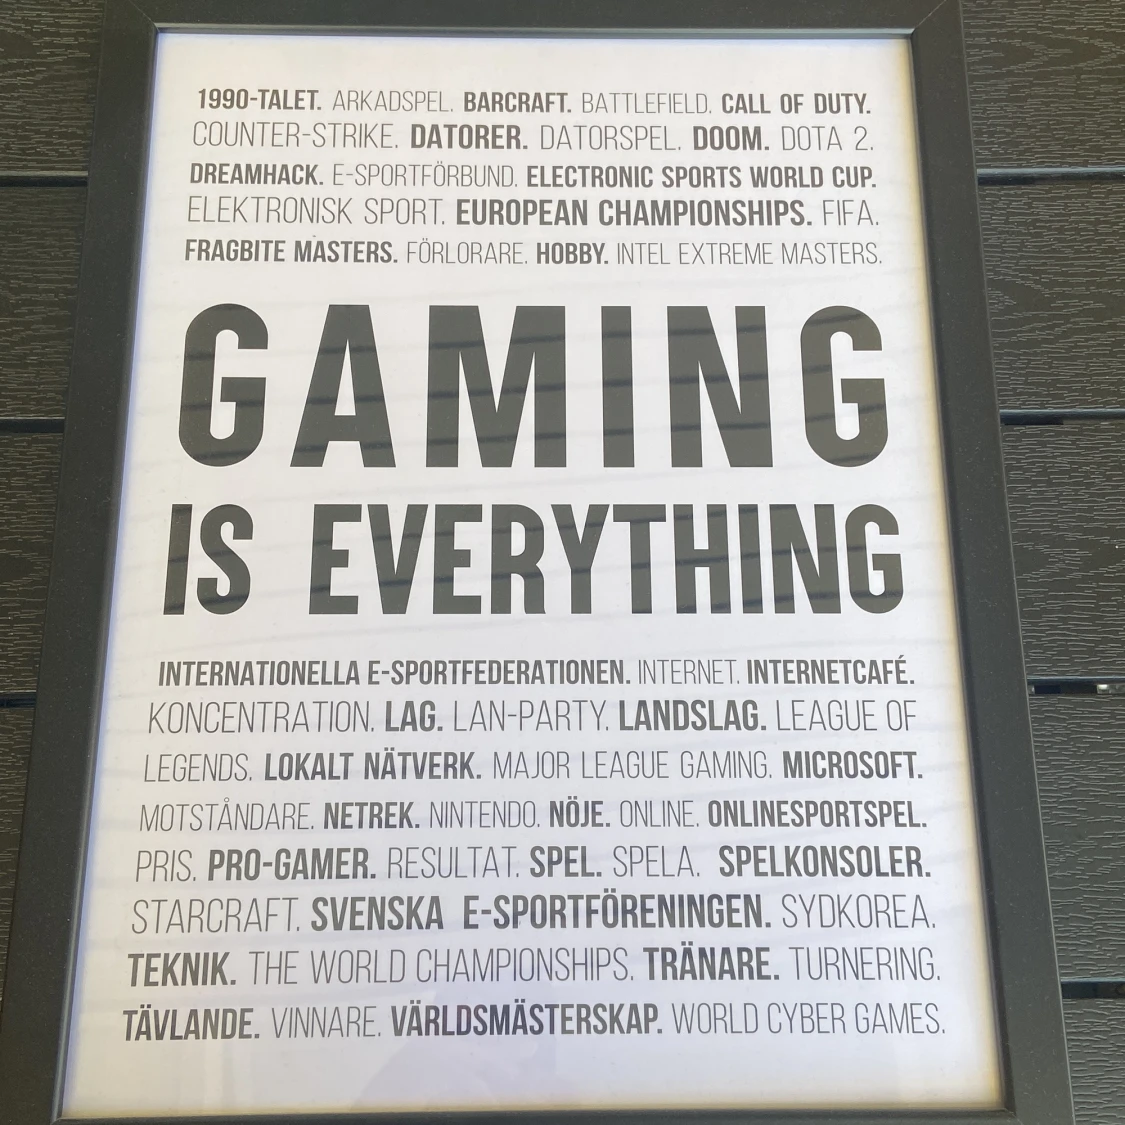 1990-TALET. ARKADSPEL. BARCRAFT. BATTLEFIELD. CALL OF DUTY.
COUNTER-STRIKE. DATORER. DATORSPEL. DOOM. DOTA 2.
DREAMHACK. E-SPORTFÖRBUND. ELECTRONIC SPORTS WORLD CUP.
ELEKTRONISK SPORT. EUROPEAN CHAMPIONSHIPS. FIFA.
FRAGBITE MASTERS. FÖRLORARE. HOBBY. INTEL EXTREME MASTERS.
GAMING
IS EVERYTHING
INTERNATIONELLA E-SPORTFEDERATIONEN. INTERNET. INTERNETCAFÉ.
KONCENTRATION. LAG. LAN-PARTY. LANDSLAG. LEAGUE OF
LEGENDS. LOKALT NÄTVERK. MAJOR LEAGUE GAMING. MICROSOFT.
MOTSTÅNDARE. NETREK. NINTENDO. NÖJE. ONLINE. ONLINESPORTSPEL.
PRIS. PRO-GAMER. RESULTAT. SPEL. SPELA. SPELKONSOLER.
STARCRAFT. SVENSKA E-SPORTFÖRENINGEN. SYDKOREA.
TEKNIK. THE WORLD CHAMPIONSHIPS. TRÄNARE. TURNERING.
TÄVLANDE. VINNARE. VÄRLDSMÄSTERSKAP. WORLD CYBER GAMES.